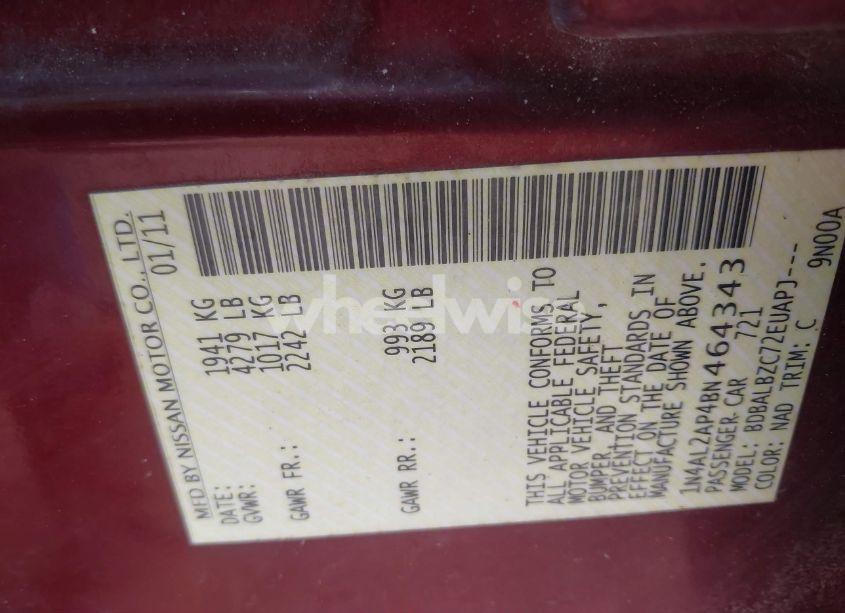 MFD BY NISSAN MOTOR CO., LTD.
DATE: 01/11
GVWR: 1941 KG
4279 LB
GAWR FR.: 1017 KG
2242 LB
GAWR RR.: 993 KG
2189 LB
THIS VEHICLE CONFORMS TO
ALL APPLICABLE FEDERAL
MOTOR VEHICLE SAFETY,
BUMPER, AND THEFT
PREVENTION STANDARDS IN
EFFECT ON THE DATE OF
MANUFACTURE SHOWN ABOVE.
1N4AL2AP4BN464343
PASSENGER CAR 721
MODEL: BDBALBZC72EUAPJ---
COLOR: NAD TRIM: C 9N00A
wheelwise